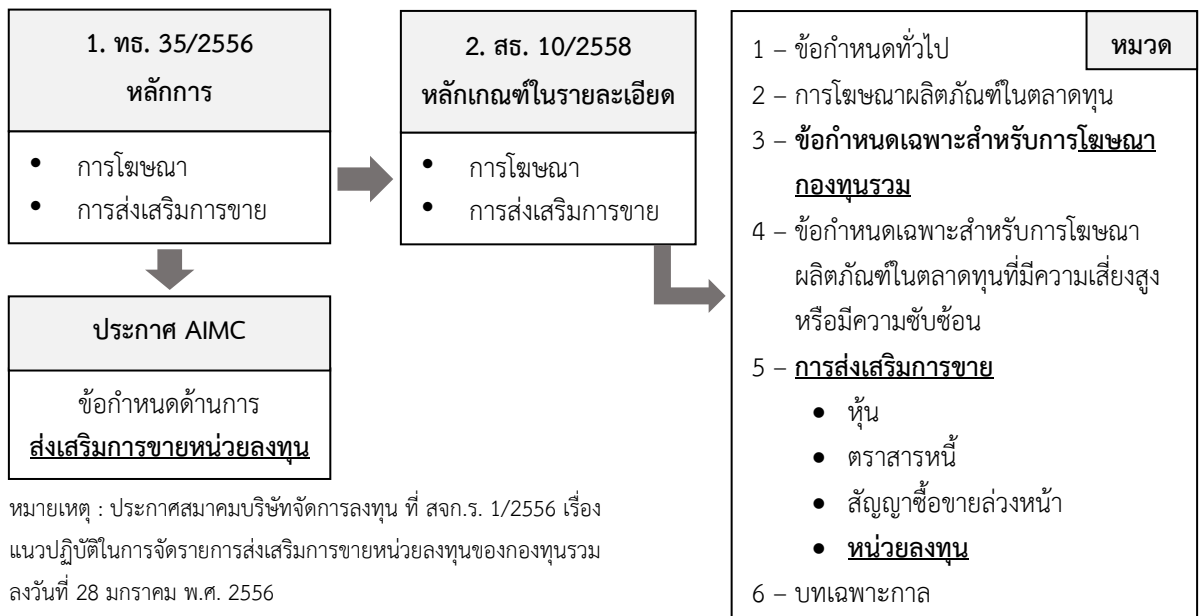 1. ทธ. 35/2556
หลักการ
• การโฆษณา
• การส่งเสริมการขาย
2. สธ. 10/2558
หลักเกณฑ์ในรายละเอียด
• การโฆษณา
• การส่งเสริมการขาย
ประกาศ AIMC
ข้อกำหนดด้านการ
ส่งเสริมการขายหน่วยลงทุน
หมายเหตุ : ประกาศสมาคมบริษัทจัดการลงทุน ที่ สจก.ร. 1/2556 เรื่อง
แนวปฏิบัติในการจัดรายการส่งเสริมการขายหน่วยลงทุนของกองทุนรวม
ลงวันที่ 28 มกราคม พ.ศ. 2556
หมวด
1 – ข้อกำหนดทั่วไป
2 – การโฆษณาผลิตภัณฑ์ในตลาดทุน
3 – ข้อกำหนดเฉพาะสำหรับการโฆษณา
กองทุนรวม
4 – ข้อกำหนดเฉพาะสำหรับการโฆษณา
ผลิตภัณฑ์ในตลาดทุนที่มีความเสี่ยงสูง
หรือมีความซับซ้อน
5 – การส่งเสริมการขาย
• หุ้น
• ตราสารหนี้
• สัญญาซื้อขายล่วงหน้า
• หน่วยลงทุน
6 – บทเฉพาะกาล